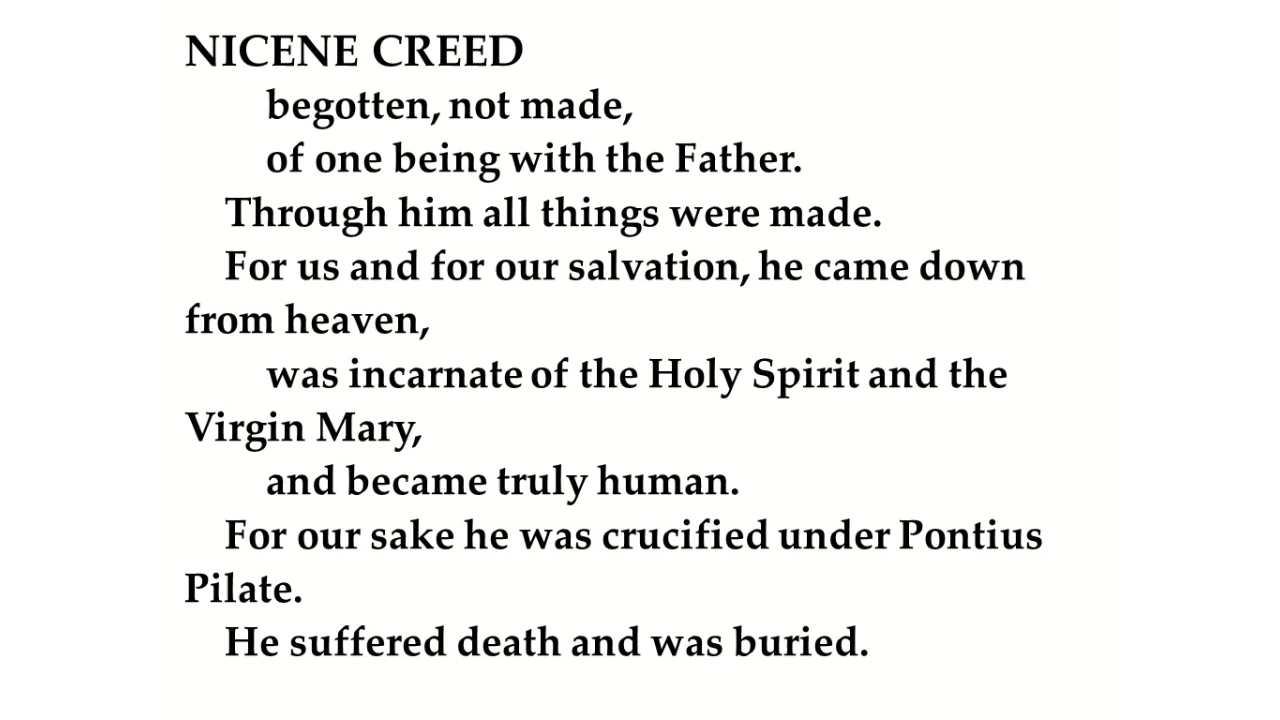 NICENE CREED
begotten, not made,
of one being with the Father.
Through him all things were made.
For us and for our salvation, he came down
from heaven,
was incarnate of the Holy Spirit and the
Virgin Mary,
and became truly human.
For our sake he was crucified under Pontius
Pilate.
He suffered death and was buried.